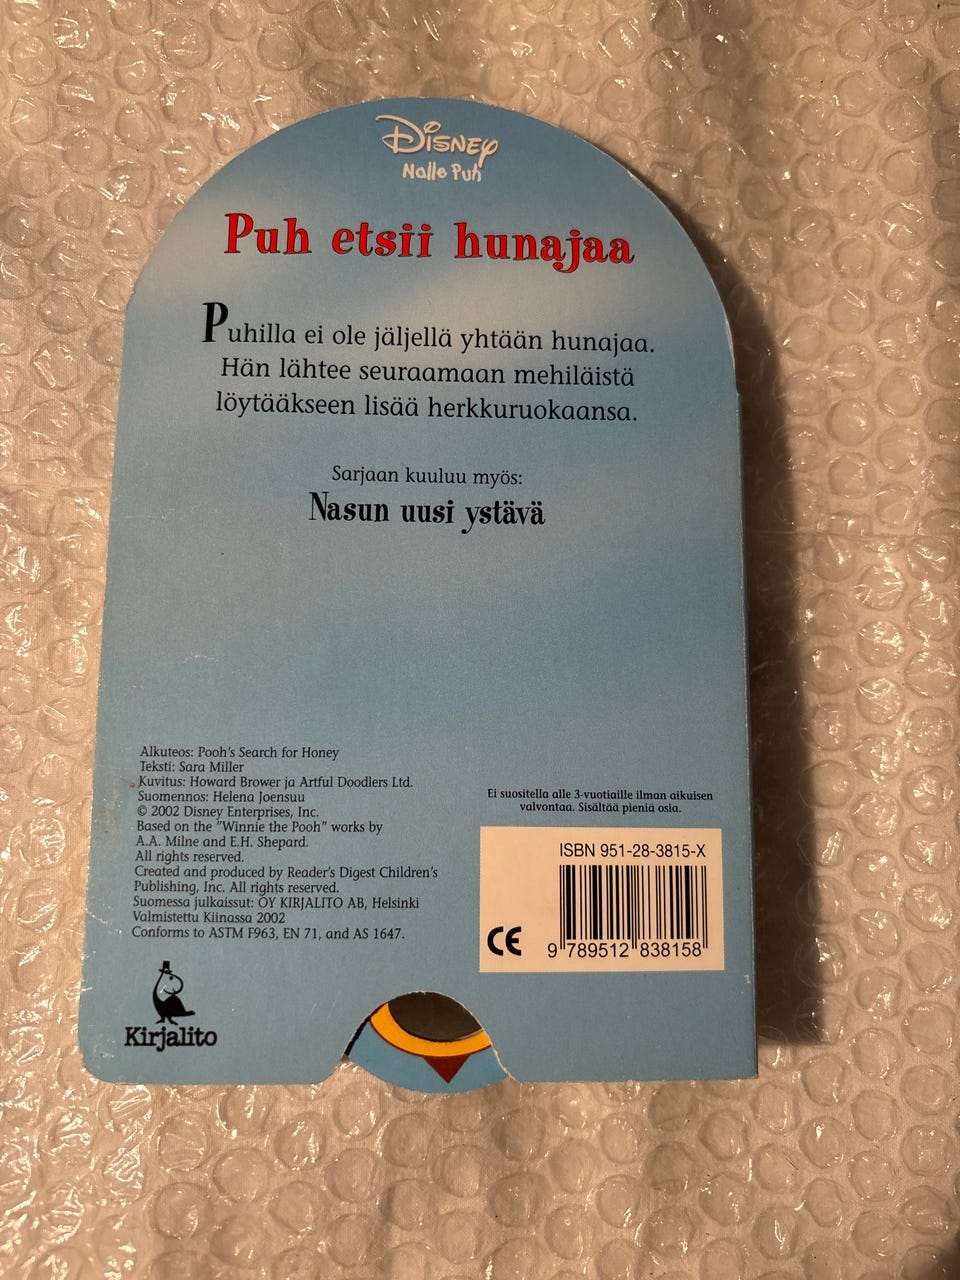 Disney
Nalle Puh
Puh etsii hunajaa
Puhilla ei ole jäljellä yhtään hunajaa.
Hän lähtee seuraamaan mehiläistä
löytääkseen lisää herkkuruokaansa.
Sarjaan kuuluu myös:
Nasun uusi ystävä
Alkuteos: Pooh's Search for Honey
Teksti: Sara Miller
Kuvitus: Howard Brower ja Artful Doodlers Ltd.
Suomennos: Helena Joensuu
© 2002 Disney Enterprises, Inc.
Based on the "Winnie the Pooh" works by
A.A. Milne and E.H. Shepard.
All rights reserved.
Created and produced by Reader's Digest Children's
Publishing, Inc. All rights reserved.
Suomessa julkaissut: OY KIRJALITO AB, Helsinki
Valmistettu Kiinassa 2002
Conforms to ASTM F963, EN 71, and AS 1647.
Kirjalito
Ei suositella alle 3-vuotiaille ilman aikuisen
valvontaa. Sisältää pieniä osia.
ISBN 951-28-3815-X
CE
9 789512 838158